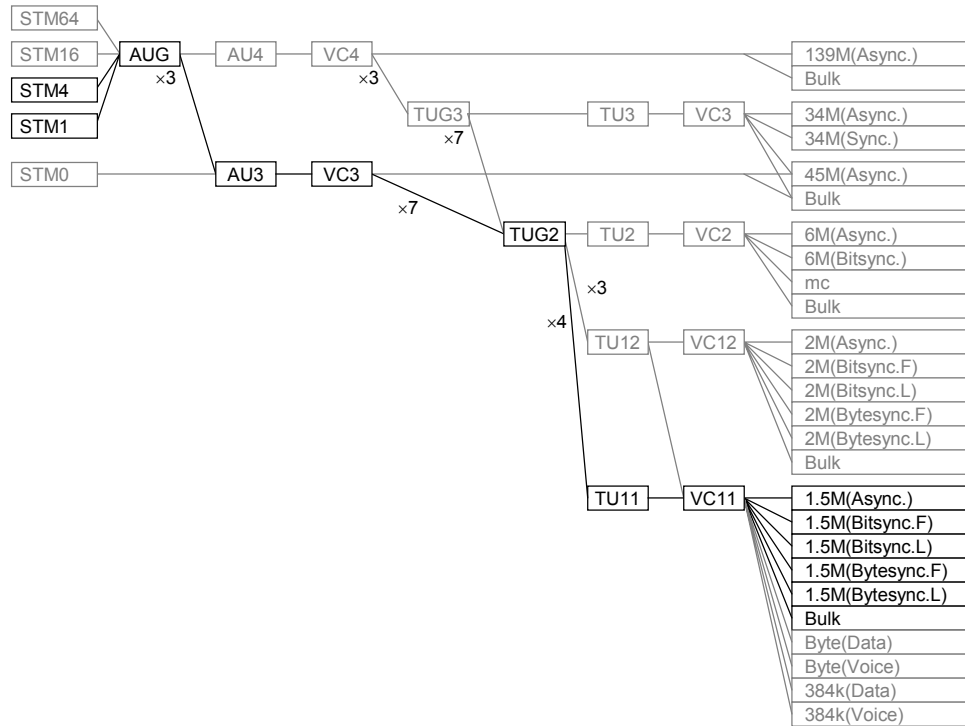 STM64
STM16 AUG AU4 VC4 139M(Async.)
×3 ×3 Bulk
STM4
TUG3 TU3 VC3 34M(Async.)
STM1 ×7 34M(Sync.)
STM0 AU3 VC3 45M(Async.)
Bulk
×7
TUG2 TU2 VC2 6M(Async.)
6M(Bitsync.)
×3 mc
Bulk
×4
TU12 VC12 2M(Async.)
2M(Bitsync.F)
2M(Bitsync.L)
2M(Bytesync.F)
2M(Bytesync.L)
Bulk
TU11 VC11 1.5M(Async.)
1.5M(Bitsync.F)
1.5M(Bitsync.L)
1.5M(Bytesync.F)
1.5M(Bytesync.L)
Bulk
Byte(Data)
Byte(Voice)
384k(Data)
384k(Voice)